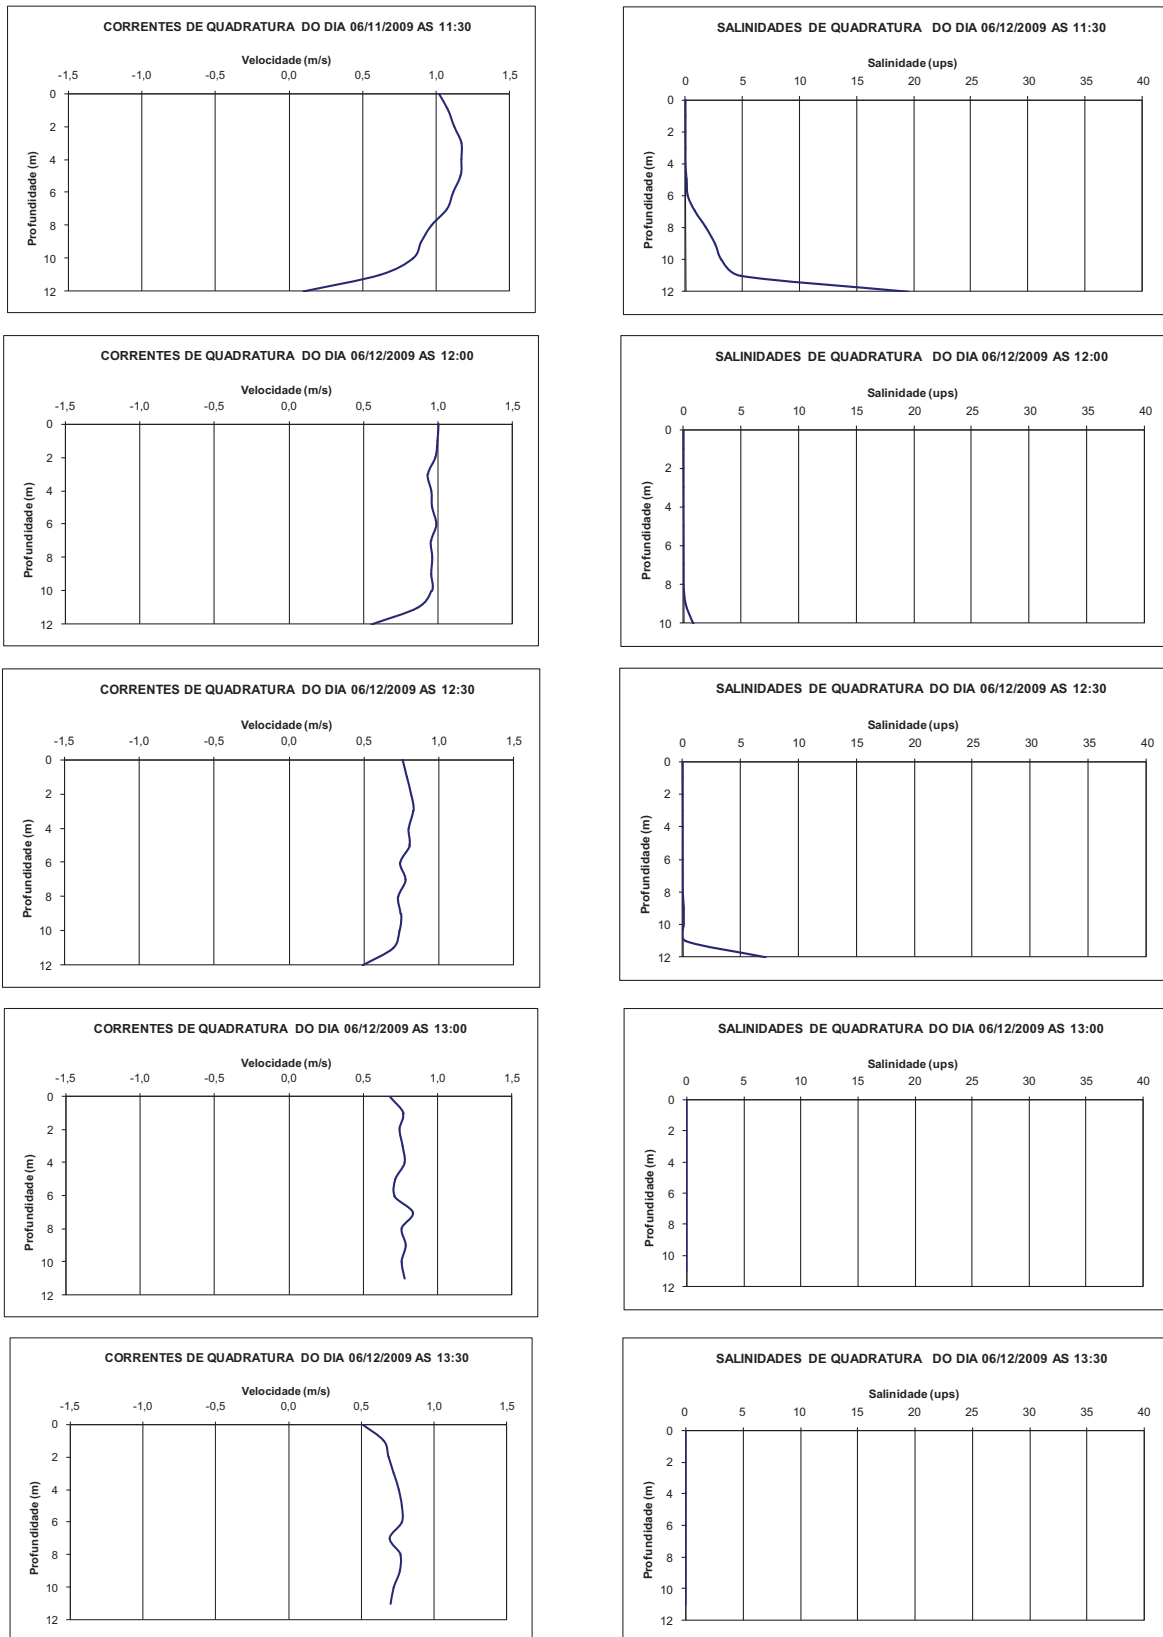 CORRENTES DE QUADRATURA DO DIA 06/11/2009 AS 11:30
Velocidade (m/s)
-1,5 -1,0 -0,5 0,0 0,5 1,0 1,5
0
2
4
6
8
10
12
Profundidade (m)
SALINIDADES DE QUADRATURA DO DIA 06/12/2009 AS 11:30
Salinidade (ups)
0 5 10 15 20 25 30 35 40
0
2
4
6
8
10
12
Profundidade (m)
CORRENTES DE QUADRATURA DO DIA 06/12/2009 AS 12:00
Velocidade (m/s)
-1,5 -1,0 -0,5 0,0 0,5 1,0 1,5
0
2
4
6
8
10
12
Profundidade (m)
SALINIDADES DE QUADRATURA DO DIA 06/12/2009 AS 12:00
Salinidade (ups)
0 5 10 15 20 25 30 35 40
0
2
4
6
8
10
Profundidade (m)
CORRENTES DE QUADRATURA DO DIA 06/12/2009 AS 12:30
Velocidade (m/s)
-1,5 -1,0 -0,5 0,0 0,5 1,0 1,5
0
2
4
6
8
10
12
Profundidade (m)
SALINIDADES DE QUADRATURA DO DIA 06/12/2009 AS 12:30
Salinidade (ups)
0 5 10 15 20 25 30 35 40
0
2
4
6
8
10
12
Profundidade (m)
CORRENTES DE QUADRATURA DO DIA 06/12/2009 AS 13:00
Velocidade (m/s)
-1,5 -1,0 -0,5 0,0 0,5 1,0 1,5
0
2
4
6
8
10
12
Profundidade (m)
SALINIDADES DE QUADRATURA DO DIA 06/12/2009 AS 13:00
Salinidade (ups)
0 5 10 15 20 25 30 35 40
0
2
4
6
8
10
12
Profundidade (m)
CORRENTES DE QUADRATURA DO DIA 06/12/2009 AS 13:30
Velocidade (m/s)
-1,5 -1,0 -0,5 0,0 0,5 1,0 1,5
0
2
4
6
8
10
12
Profundidade (m)
SALINIDADES DE QUADRATURA DO DIA 06/12/2009 AS 13:30
Salinidade (ups)
0 5 10 15 20 25 30 35 40
0
2
4
6
8
10
12
Profundidade (m)